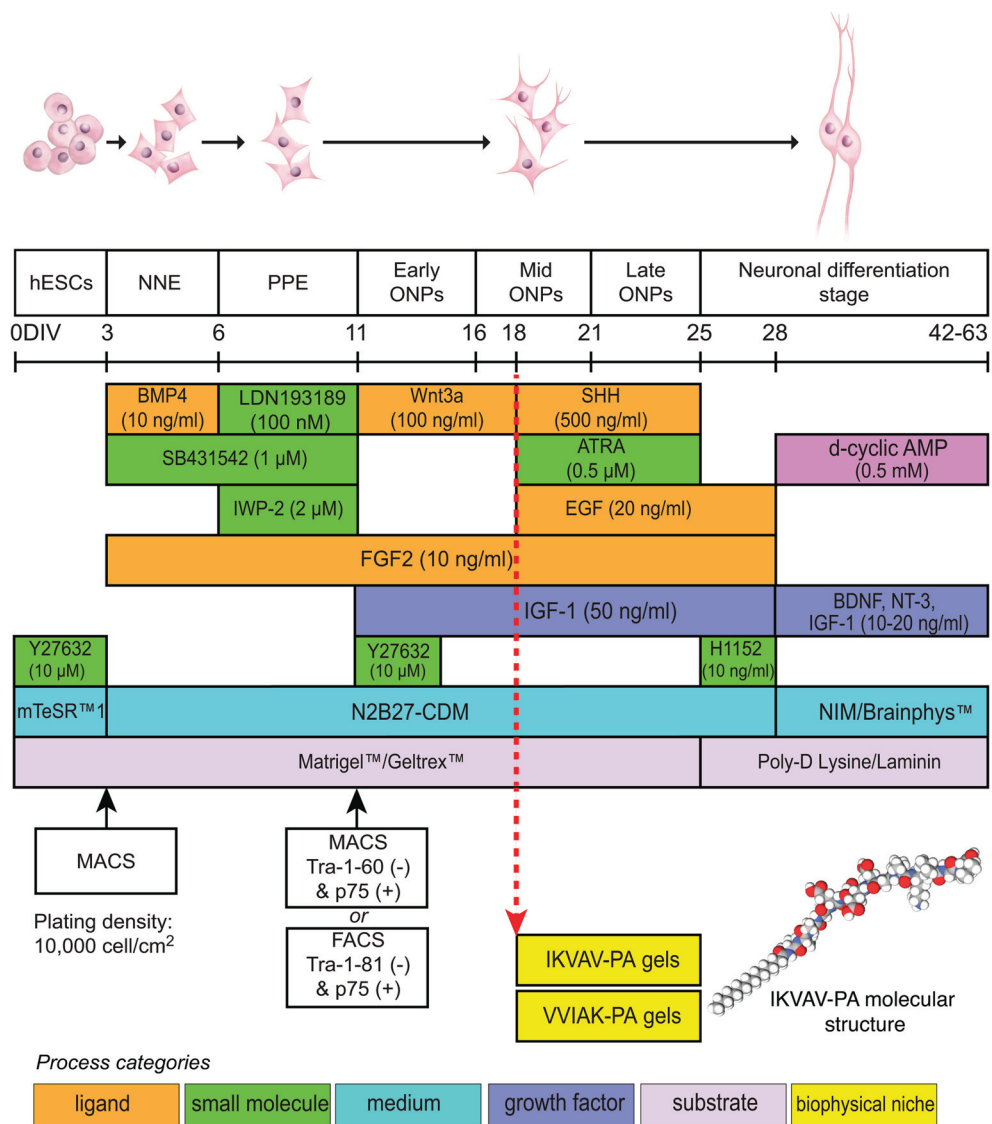 hESCs
NNE
PPE
Early
ONPs
Mid
ONPs
Late
ONPs
Neuronal differentiation
stage
0DIV 3 6 11 16 18 21 25 28 42-63
BMP4
(10 ng/ml)
LDN193189
(100 nM)
Wnt3a
(100 ng/ml)
SHH
(500 ng/ml)
SB431542 (1 µM)
ATRA
(0.5 µM)
d-cyclic AMP
(0.5 mM)
IWP-2 (2 µM)
EGF (20 ng/ml)
FGF2 (10 ng/ml)
IGF-1 (50 ng/ml)
BDNF, NT-3,
IGF-1 (10-20 ng/ml)
Y27632
(10 µM)
Y27632
(10 µM)
H1152
(10 ng/ml)
mTeSR™1
N2B27-CDM
NIM/Brainphys™
Matrigel™/Geltrex™
Poly-D Lysine/Laminin
MACS
Plating density:
10,000 cell/cm²
MACS
Tra-1-60 (-)
& p75 (+)
or
FACS
Tra-1-81 (-)
& p75 (+)
IKVAV-PA gels
VVIAK-PA gels
IKVAV-PA molecular
structure
Process categories
ligand
small molecule
medium
growth factor
substrate
biophysical niche